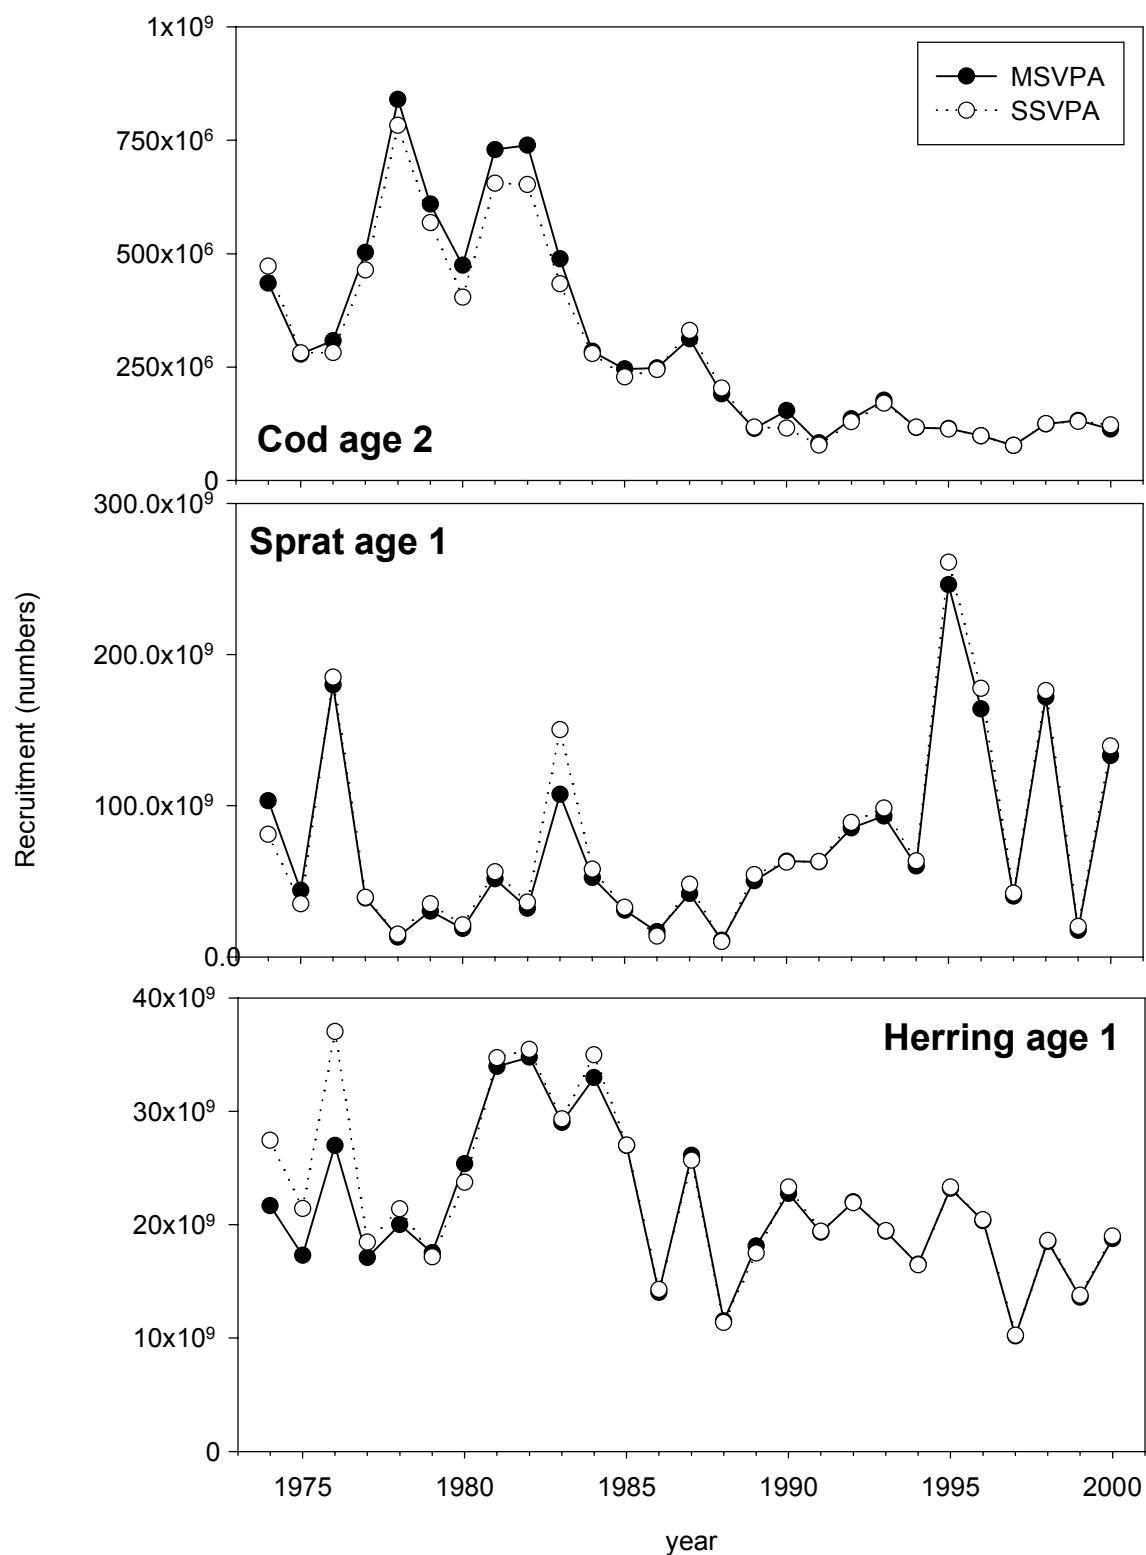 1x10⁹
MSVPA
SSVPA
750x10⁶
500x10⁶
250x10⁶
Cod age 2
0
300.0x10⁹
Sprat age 1
200.0x10⁹
100.0x10⁹
0.0
Recruitment (numbers)
40x10⁹
Herring age 1
30x10⁹
20x10⁹
10x10⁹
0
1975 1980 1985 1990 1995 2000
year